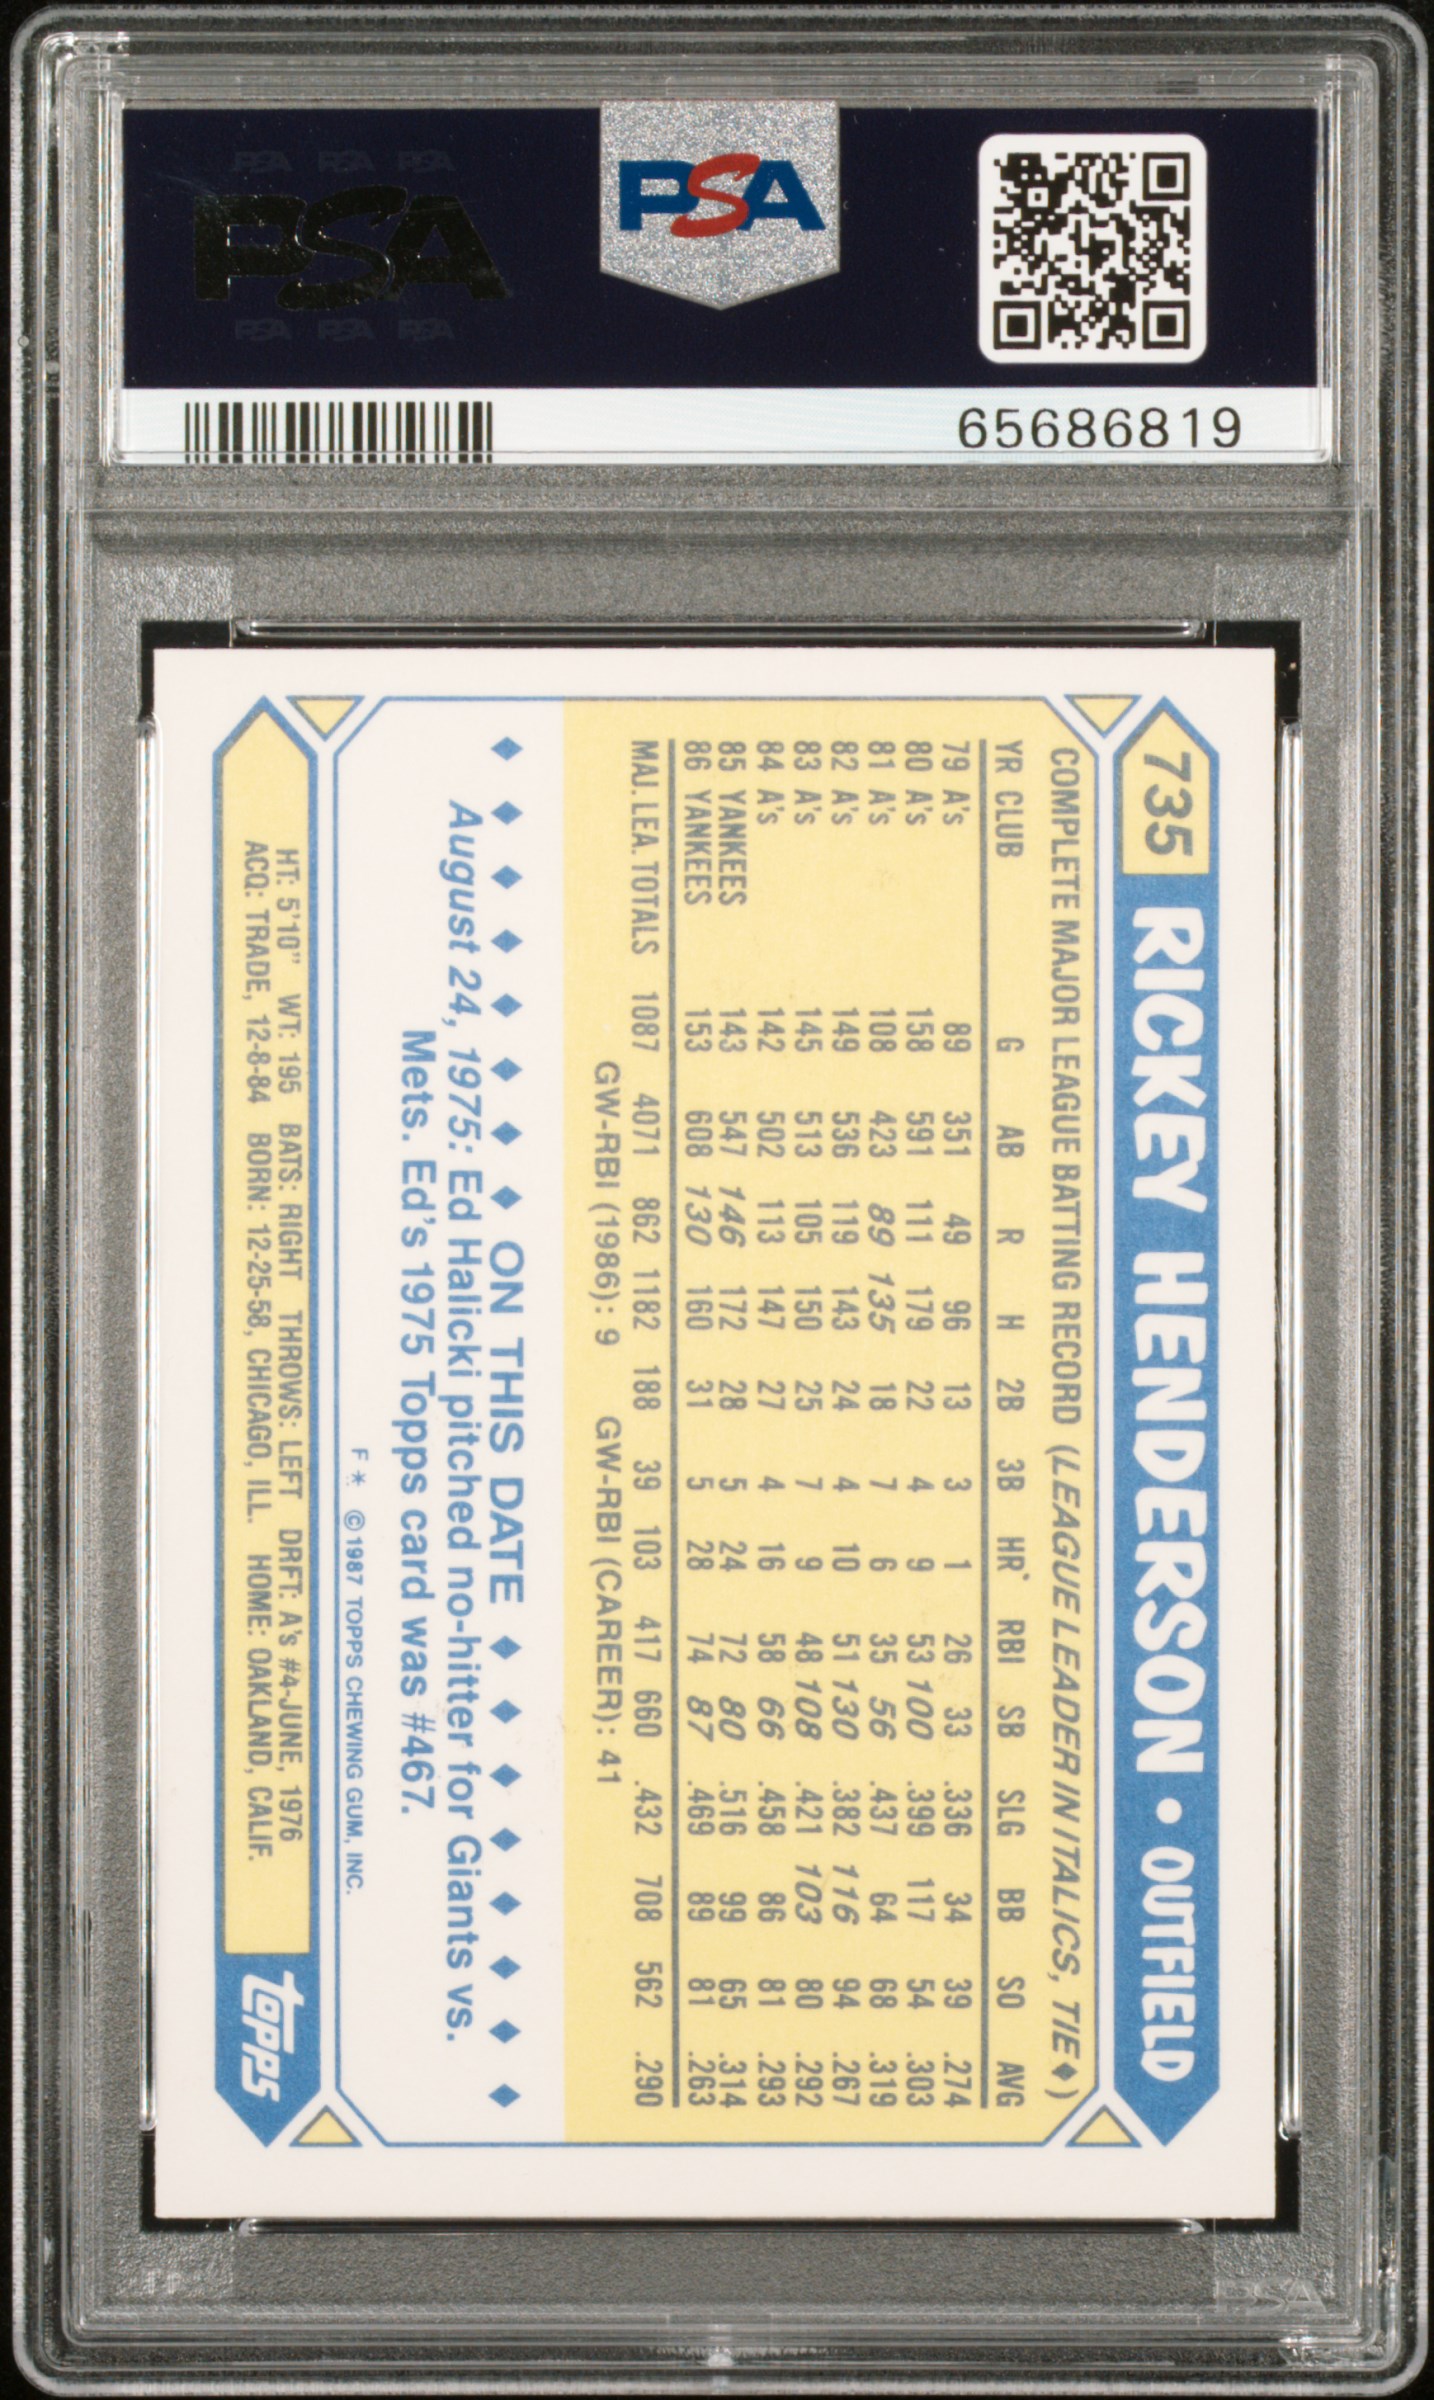 PSA PSA PSA
PSA
PSA PSA PSA
PSA
65686819
735 RICKEY HENDERSON • OUTFIELD
COMPLETE MAJOR LEAGUE BATTING RECORD (LEAGUE LEADER IN ITALICS, TIE♦)
YR CLUB G AB R H 2B 3B HR RBI SB SLG BB SO AVG
79 A's 89 351 49 96 13 3 1 26 33 .336 34 39 .274
80 A's 158 591 111 179 22 4 9 53 100 .399 117 54 .303
81 A's 108 423 89 135 18 7 6 35 56 .437 64 68 .319
82 A's 149 536 119 143 24 4 10 51 130 .382 116 94 .267
83 A's 145 513 105 150 25 7 9 48 108 .421 103 80 .292
84 A's 142 502 113 147 27 4 16 58 66 .458 86 81 .293
85 YANKEES 143 547 146 172 28 5 24 72 80 .516 99 65 .314
86 YANKEES 153 608 130 160 31 5 28 74 87 .469 89 81 .263
MAJ. LEA. TOTALS 1087 4071 862 1182 188 39 103 417 660 .432 708 562 .290
GW-RBI (1986): 9 GW-RBI (CAREER): 41
♦ ♦ ♦ ♦ ♦ ♦ ♦ ♦ ON THIS DATE ♦ ♦ ♦ ♦ ♦ ♦ ♦ ♦
August 24, 1975: Ed Halicki pitched no-hitter for Giants vs.
Mets. Ed's 1975 Topps card was #467.
F * © 1987 TOPPS CHEWING GUM, INC.
HT: 5'10" WT: 195 BATS: RIGHT THROWS: LEFT DRFT: A's #4-JUNE, 1976
ACQ: TRADE, 12-8-84 BORN: 12-25-58, CHICAGO, ILL. HOME: OAKLAND, CALIF.
topps
PSA